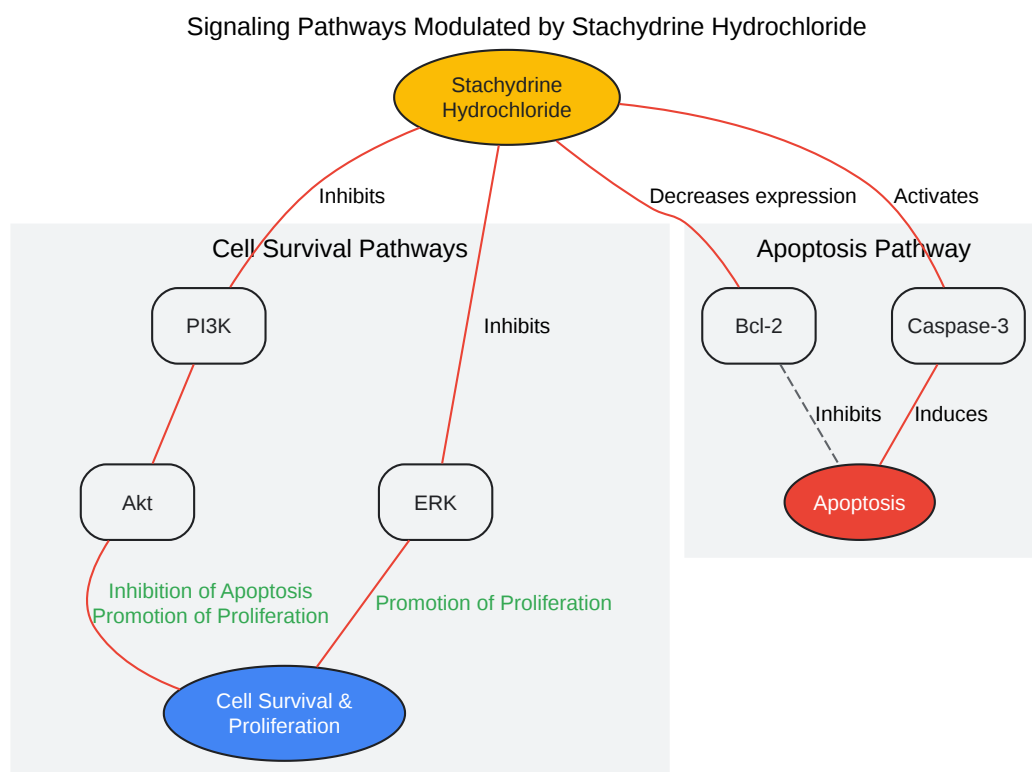 Signaling Pathways Modulated by Stachydrine Hydrochloride
Stachydrine
Hydrochloride
Inhibits
Decreases expression
Activates
Cell Survival Pathways
Apoptosis Pathway
PI3K
Inhibits
Bcl-2
Caspase-3
Inhibits
Induces
Akt
ERK
Apoptosis
Inhibition of Apoptosis
Promotion of Proliferation
Promotion of Proliferation
Cell Survival &
Proliferation